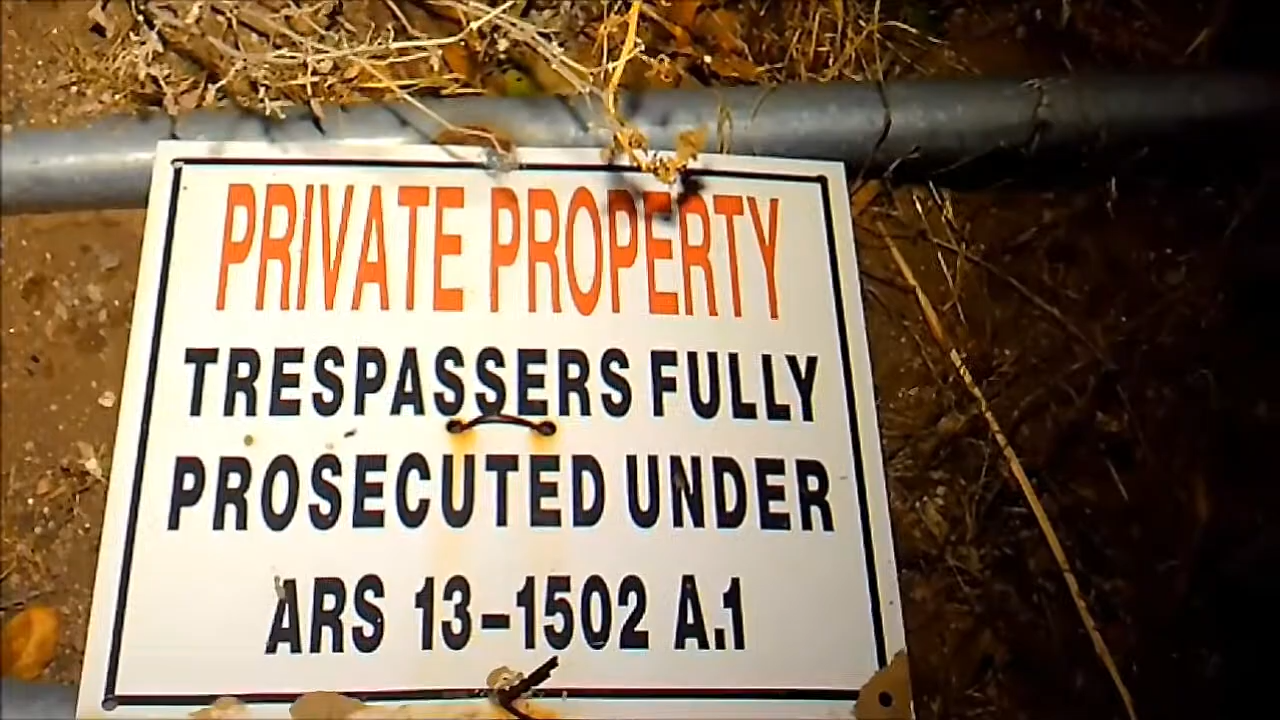 PRIVATE PROPERTY
TRESPASSERS FULLY
PROSECUTED UNDER
ARS 13-1502 A.1